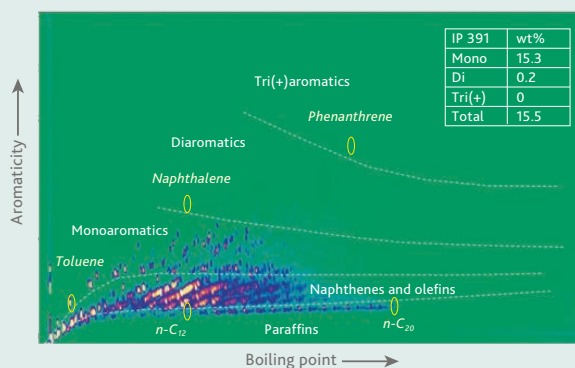 IP 391 wt%
Mono 15.3
Di 0.2
Tri(+) 0
Total 15.5
Tri(+)aromatics
Phenanthrene
Diaromatics
Naphthalene
Monoaromatics
Toluene
Naphthenes and olefins
n-C12
Paraffins
n-C20
Aromaticity
Boiling point